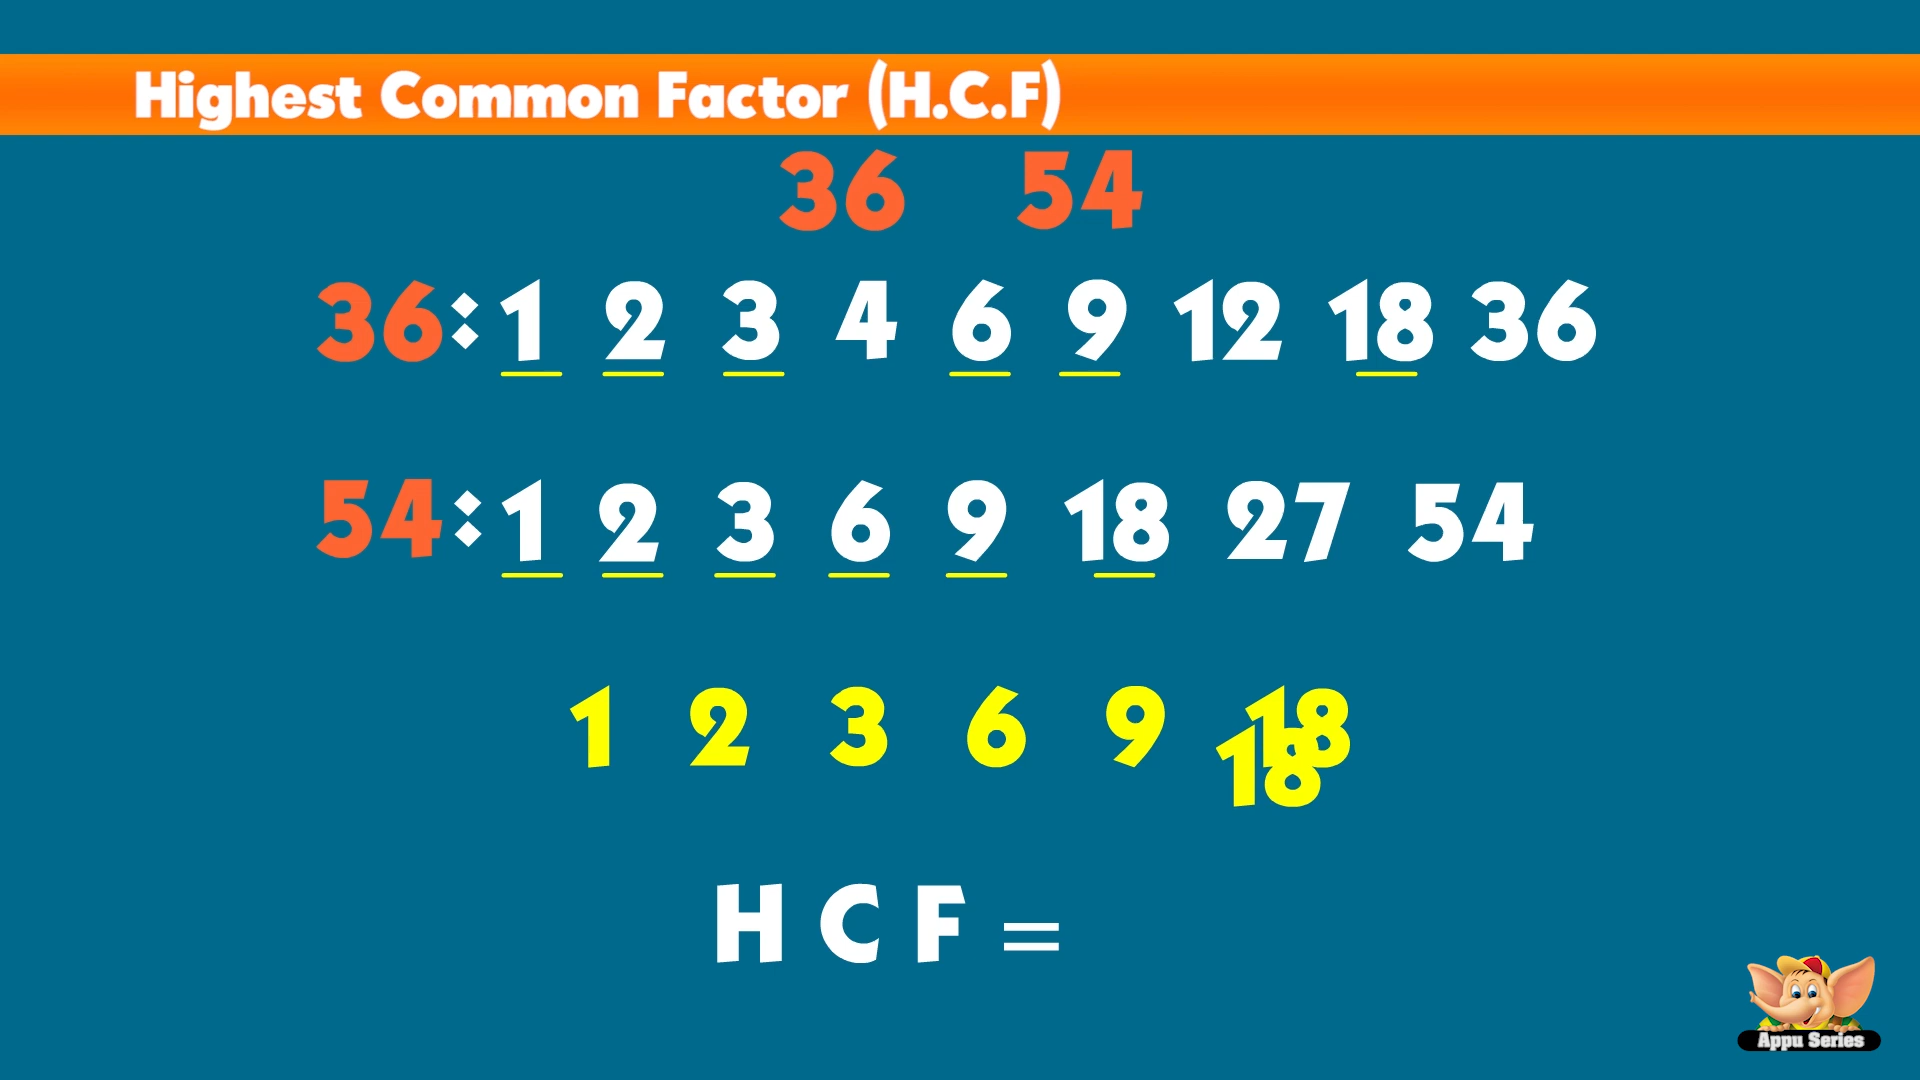 Highest Common Factor (H.C.F)
36 54
36: 1 2 3 4 6 9 12 18 36
54: 1 2 3 6 9 18 27 54
1 2 3 6 9 18
18
H C F =
Appu Series